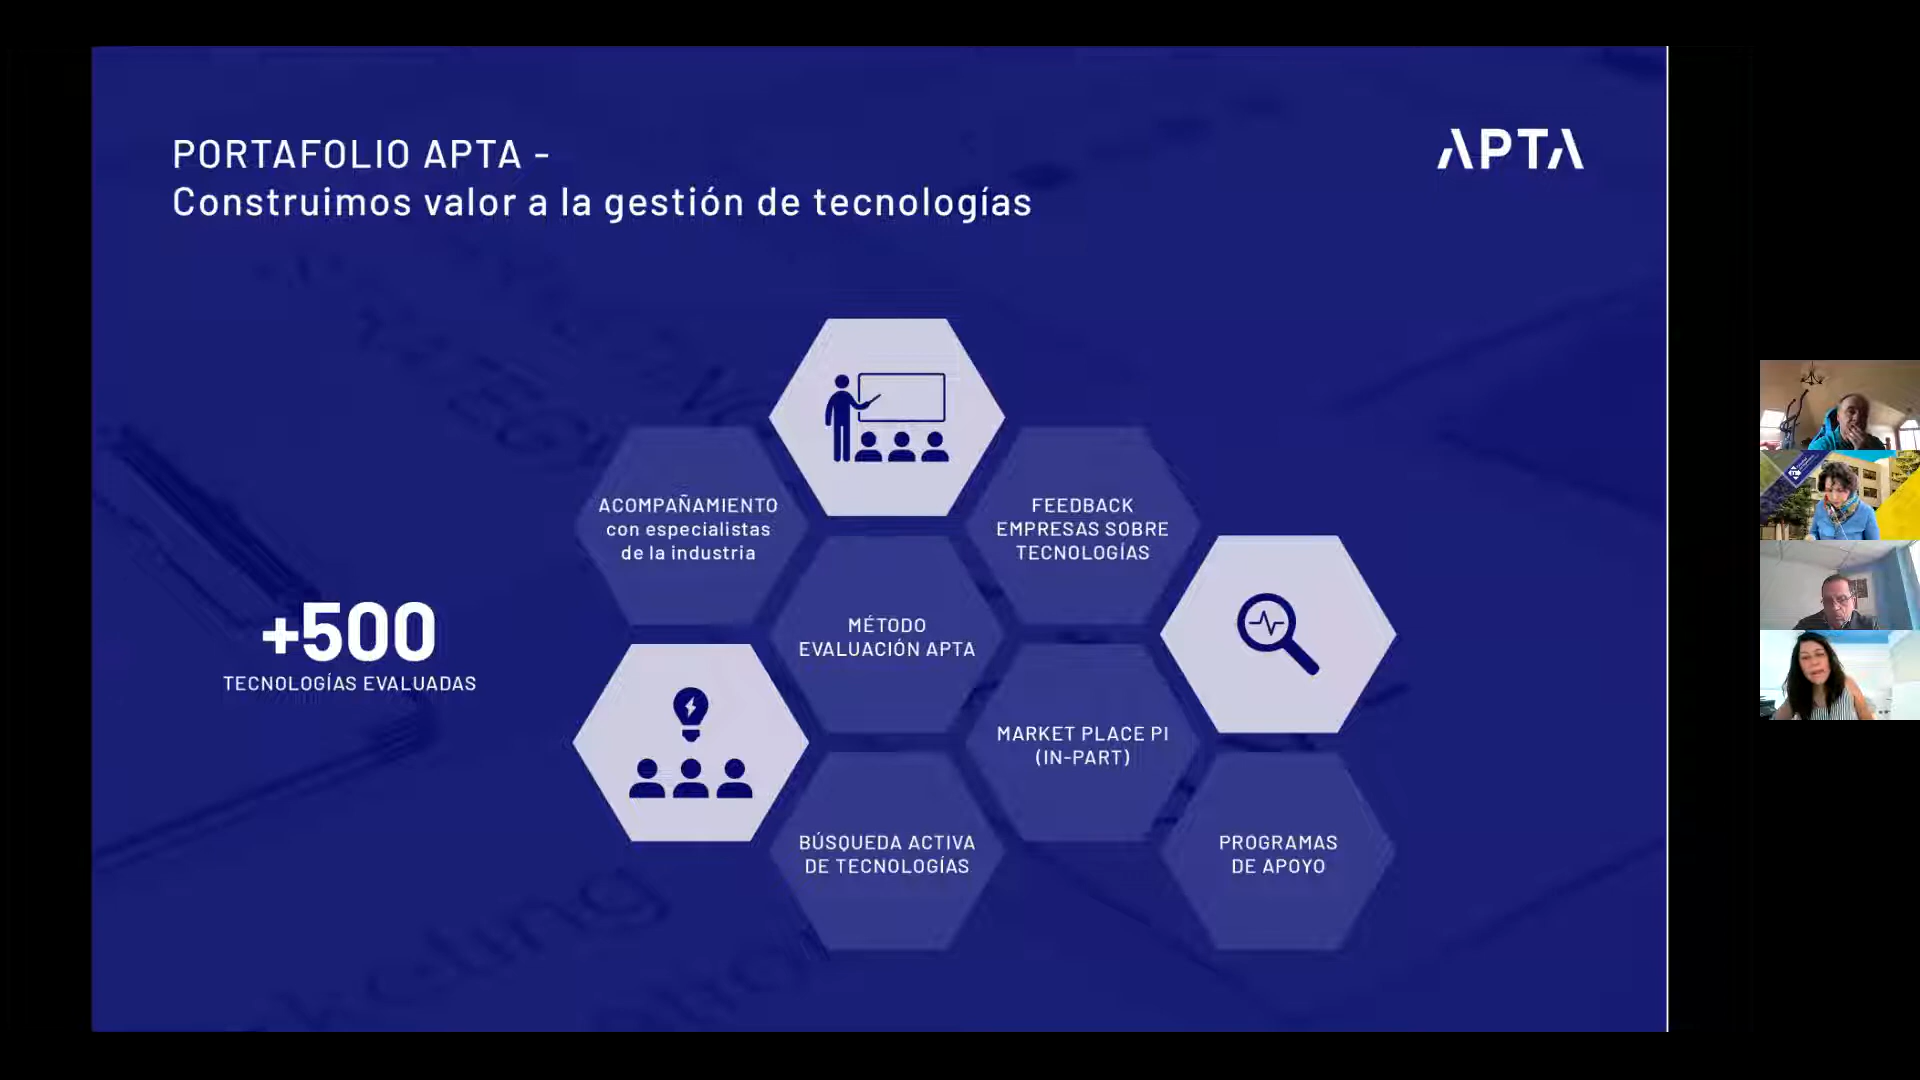 PORTAFOLIO APTA -
Construimos valor a la gestión de tecnologías
APTA
ACOMPAÑAMIENTO
con especialistas
de la industria
FEEDBACK
EMPRESAS SOBRE
TECNOLOGÍAS
+500
TECNOLOGÍAS EVALUADAS
MÉTODO
EVALUACIÓN APTA
MARKET PLACE PI
(IN-PART)
BÚSQUEDA ACTIVA
DE TECNOLOGÍAS
PROGRAMAS
DE APOYO